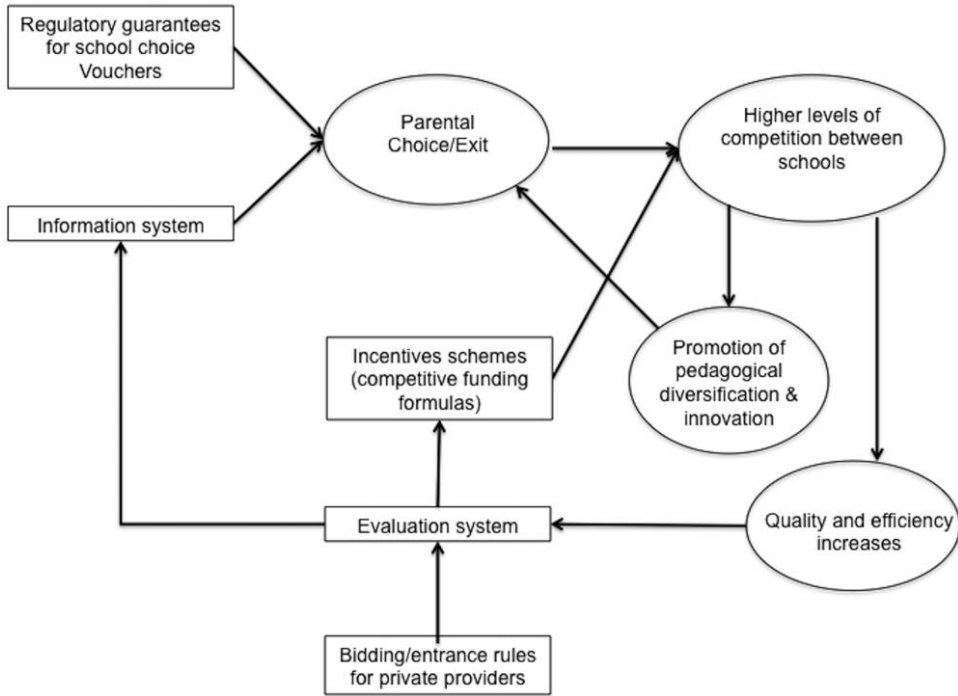 Regulatory guarantees
for school choice
Vouchers
Parental
Choice/Exit
Higher levels of
competition between
schools
Information system
Incentives schemes
(competitive funding
formulas)
Promotion of
pedagogical
diversification &
innovation
Evaluation system
Quality and efficiency
increases
Bidding/entrance rules
for private providers